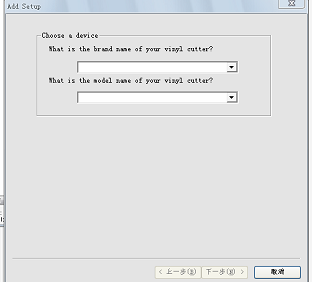 Add Setup
Choose a device
What is the brand name of your vinyl cutter?
What is the model name of your vinyl cutter?
< 上一步(B) 下一步(N) > 取消